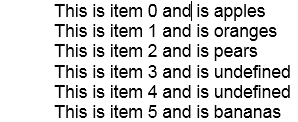 This is item 0 and is apples
This is item 1 and is oranges
This is item 2 and is pears
This is item 3 and is undefined
This is item 4 and is undefined
This is item 5 and is bananas